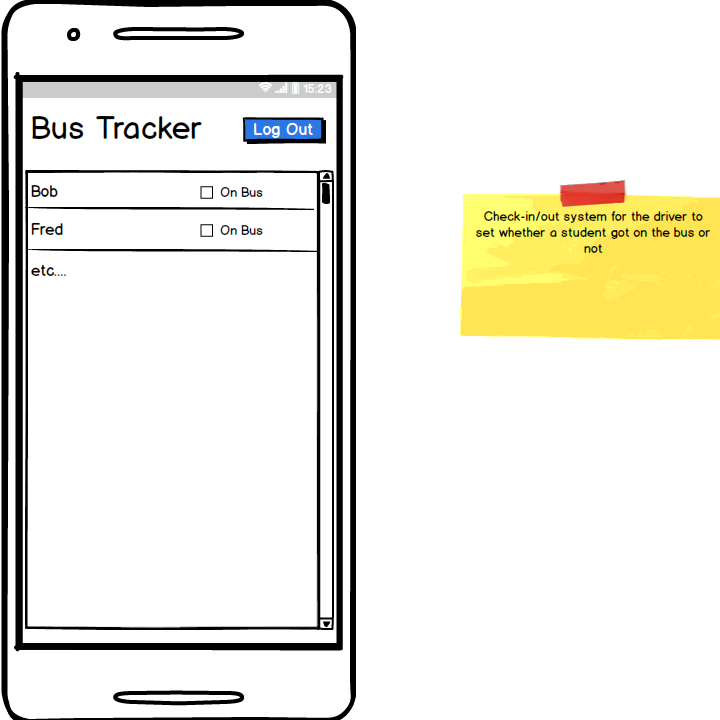 15:23
Bus Tracker
Log Out
Bob On Bus
Fred On Bus
etc....
Check-in/out system for the driver to
set whether a student got on the bus or
not